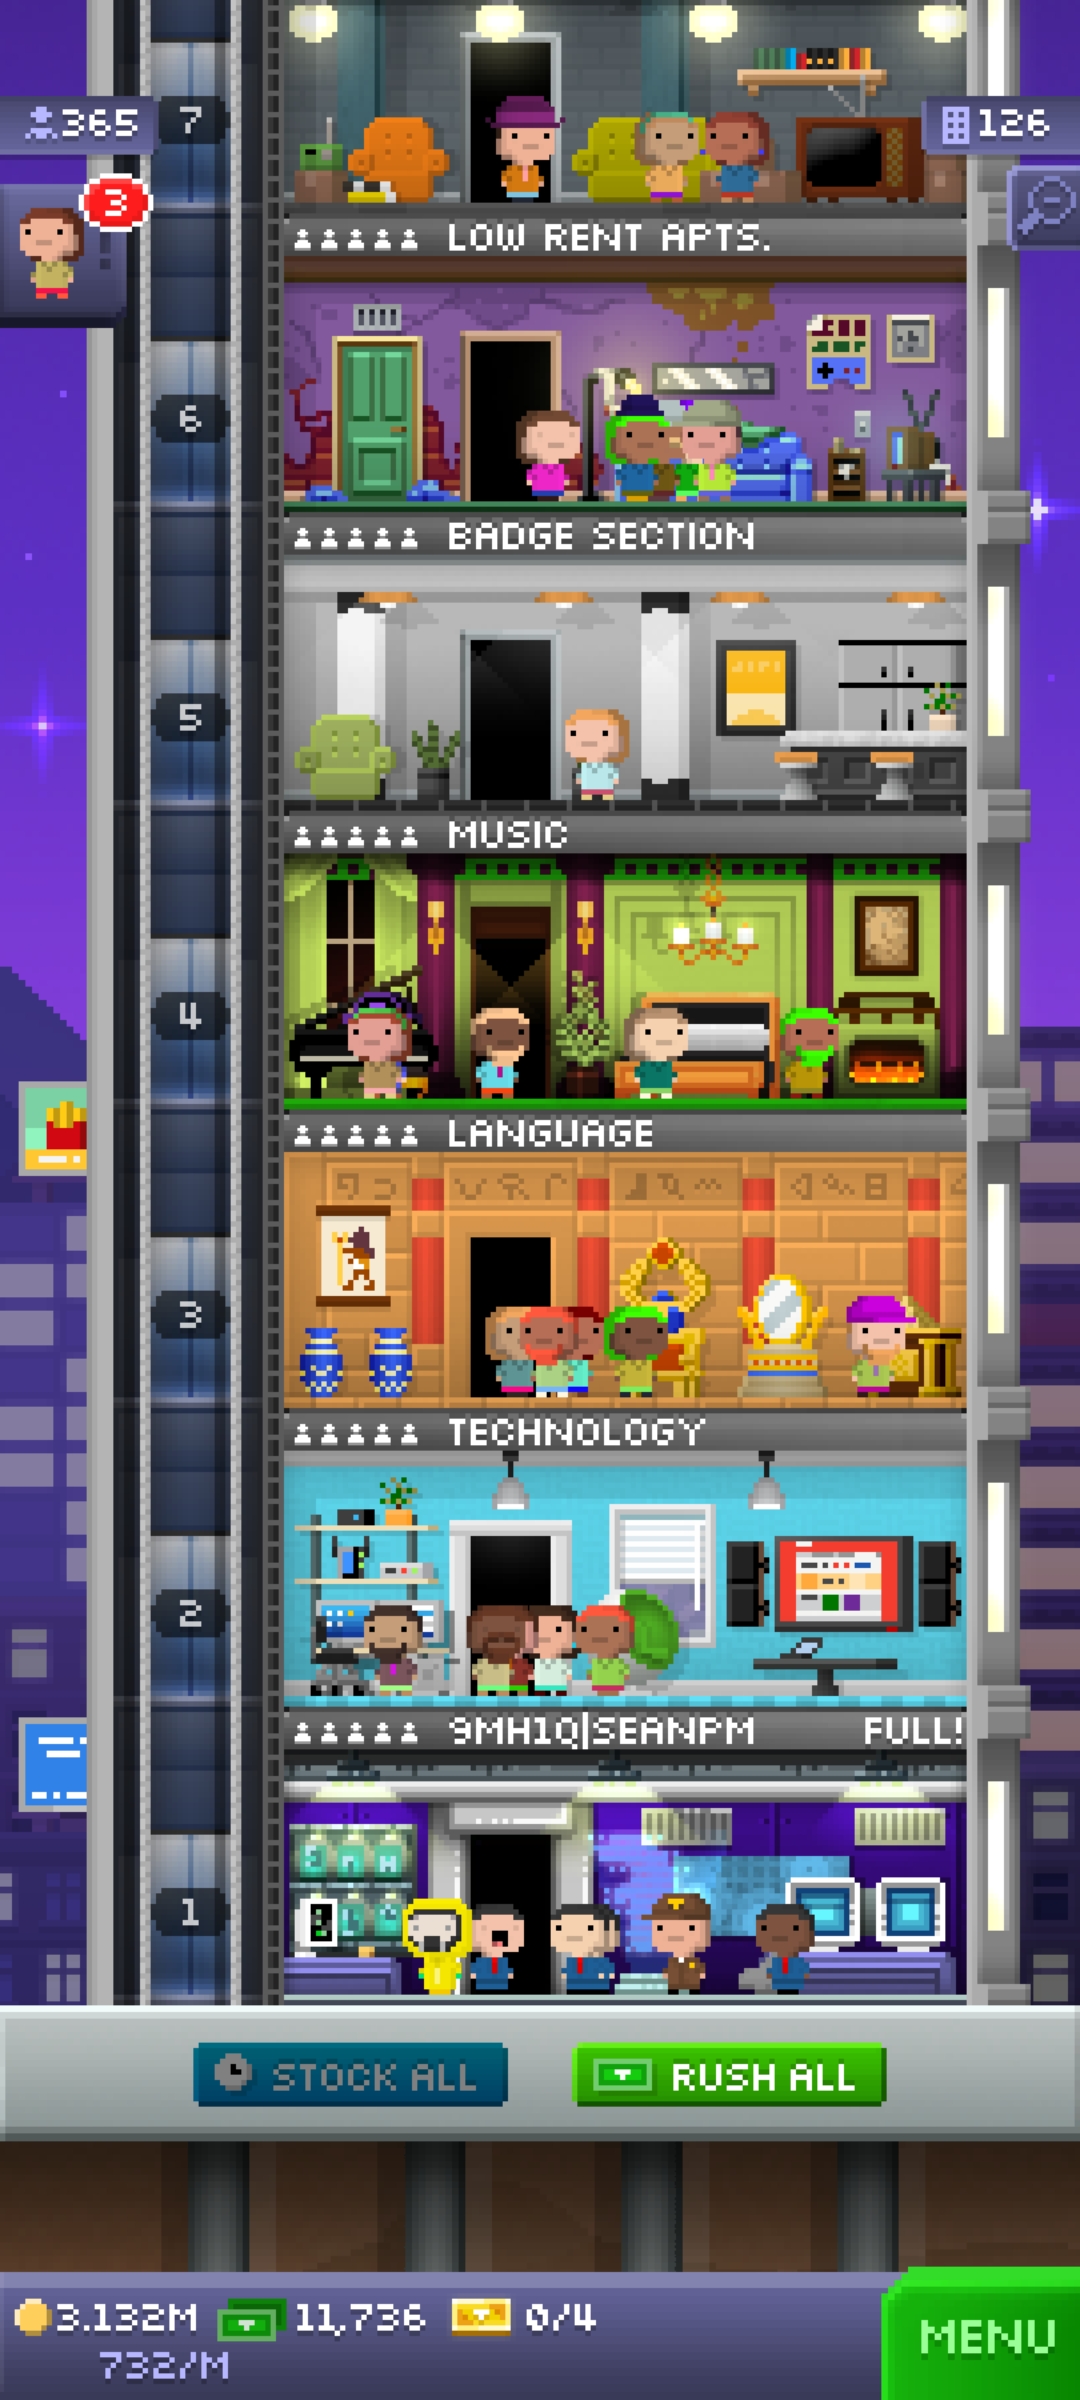 7
365
126
3
LOW RENT APTS.
6
BADGE SECTION
5
MUSIC
4
LANGUAGE
3
TECHNOLOGY
2
9MH1Q|SEANPM FULL!
1
STOCK ALL
RUSH ALL
3.132M
11,736
0/4
732/M
MENU